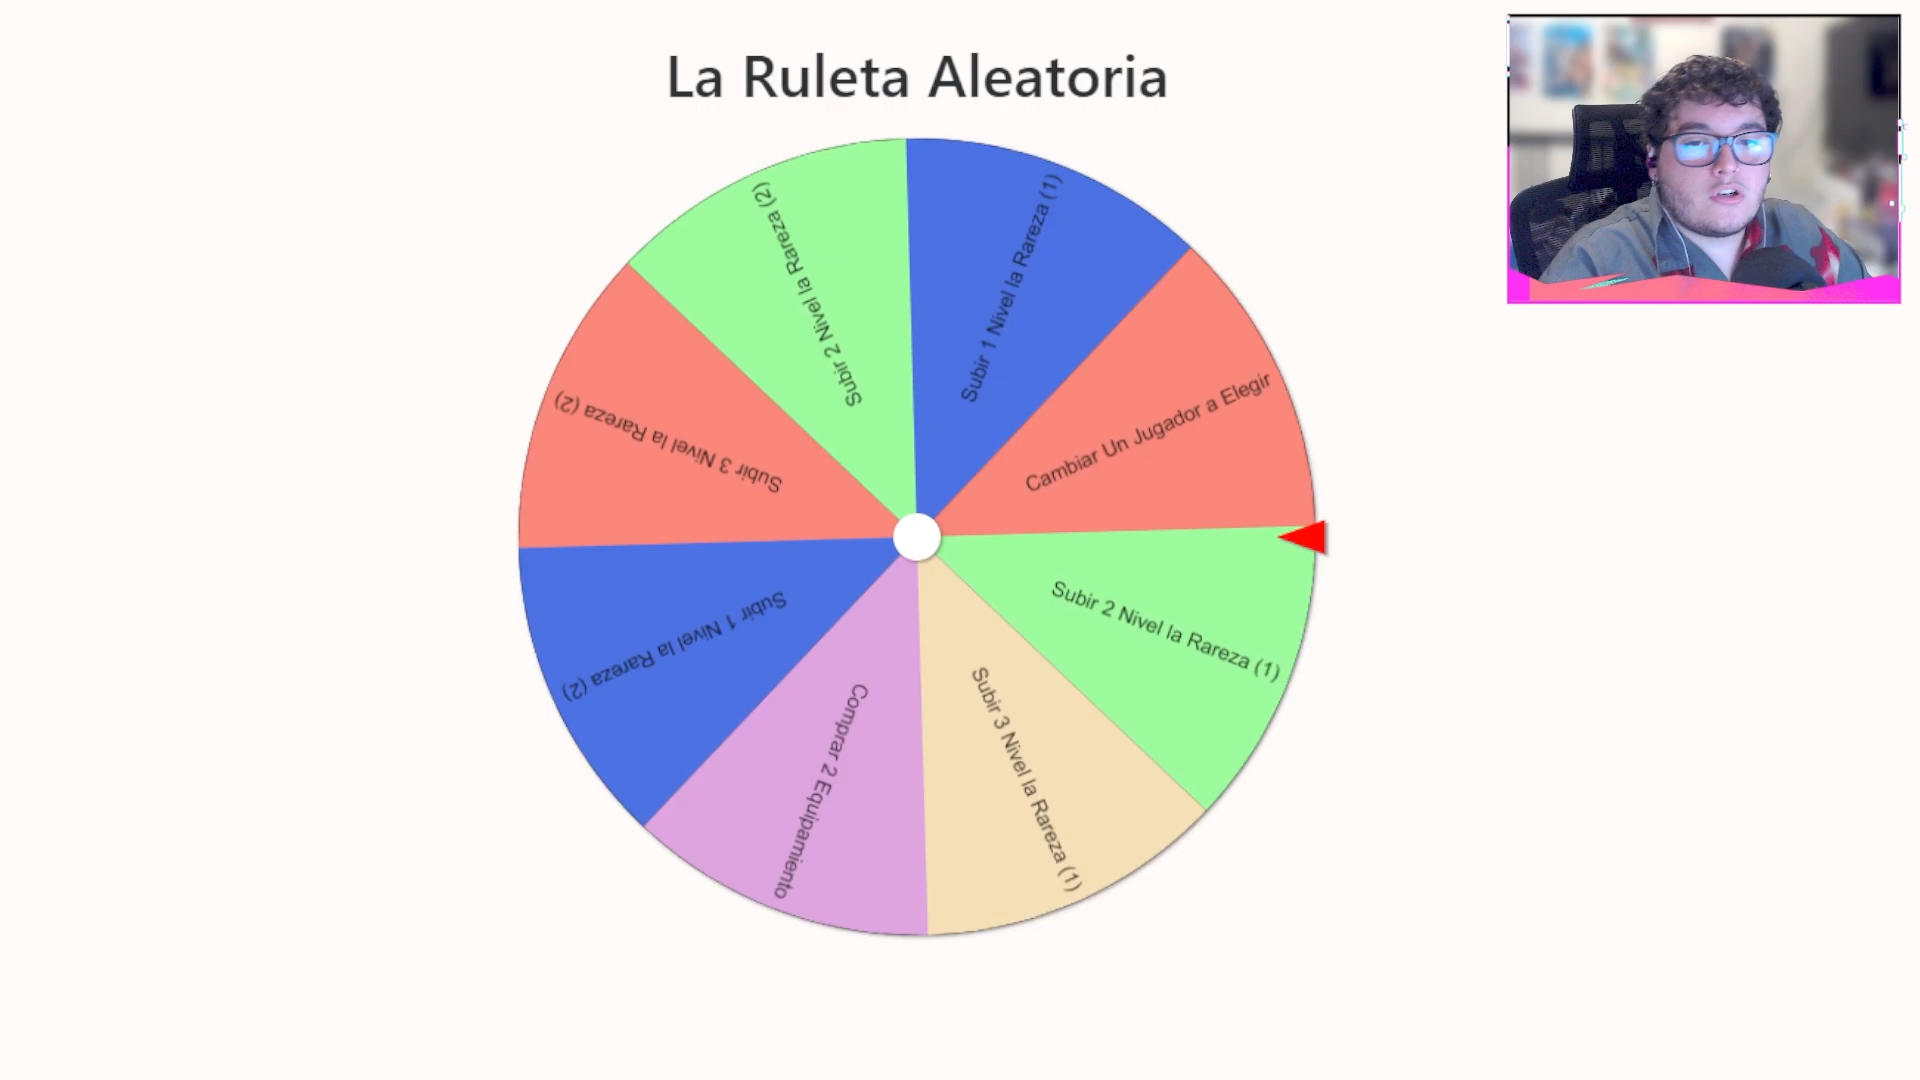 La Ruleta Aleatoria
Subir 2 Nivel la Rareza (2)
Subir 1 Nivel la Rareza (1)
Cambiar Un Jugador a Elegir
Subir 2 Nivel la Rareza (1)
Subir 3 Nivel la Rareza (1)
Comprar 2 Equipamiento
Subir 1 Nivel la Rareza (2)
Subir 3 Nivel la Rareza (2)